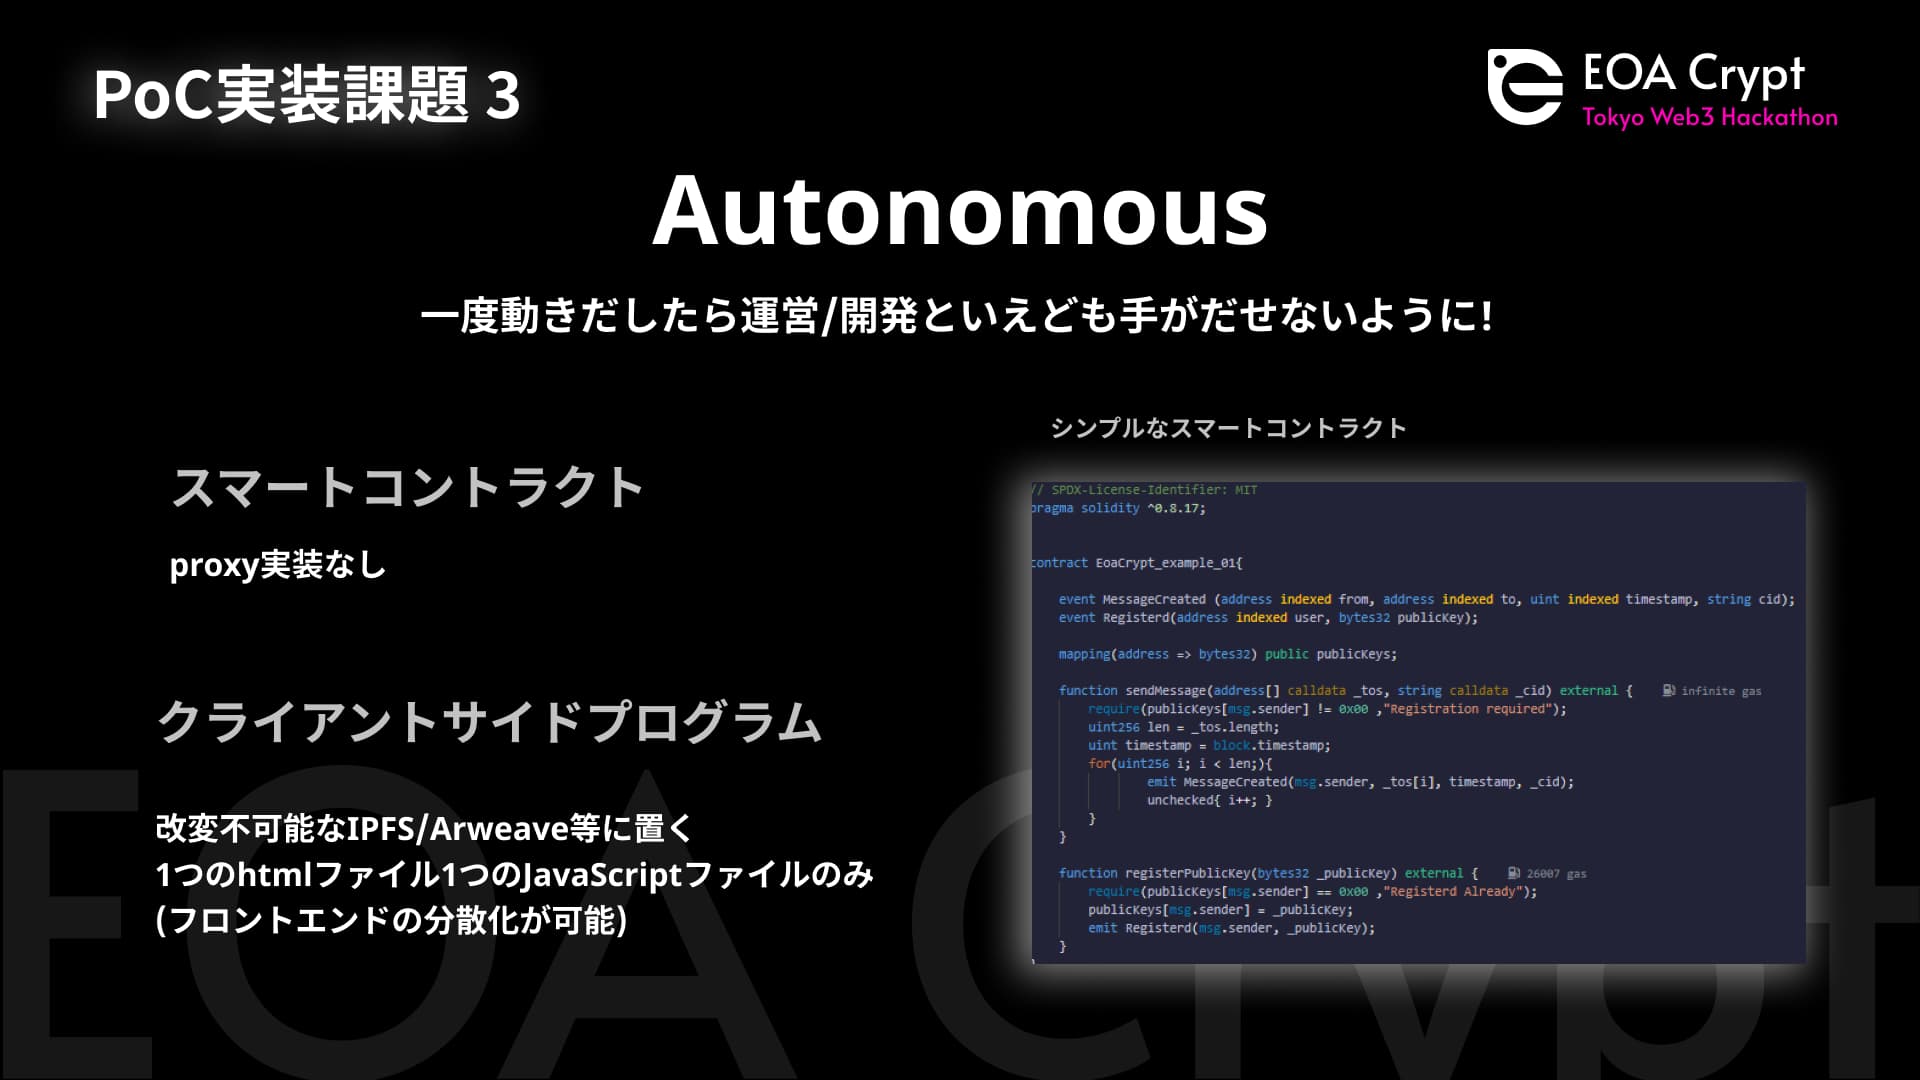 PoC実装課題 3
EOA Crypt
Tokyo Web3 Hackathon
Autonomous
一度動きだしたら運営/開発といえども手がだせないように!
スマートコントラクト
proxy実装なし
クライアントサイドプログラム
改変不可能なIPFS/Arweave等に置く
1つのhtmlファイル1つのJavaScriptファイルのみ
(フロントエンドの分散化が可能)
シンプルなスマートコントラクト
// SPDX-License-Identifier: MIT
pragma solidity ^0.8.17;
contract EoaCrypt_example_01{
event MessageCreated (address indexed from, address indexed to, uint indexed timestamp, string cid);
event Registerd(address indexed user, bytes32 publicKey);
mapping(address => bytes32) public publicKeys;
function sendMessage(address[] calldata _tos, string calldata _cid) external { infinite gas
require(publicKeys[msg.sender] != 0x00 ,"Registration required");
uint256 len = _tos.length;
uint timestamp = block.timestamp;
for(uint256 i; i < len;){
emit MessageCreated(msg.sender, _tos[i], timestamp, _cid);
unchecked{ i++; }
}
}
function registerPublicKey(bytes32 _publicKey) external { 26007 gas
require(publicKeys[msg.sender] == 0x00 ,"Registerd Already");
publicKeys[msg.sender] = _publicKey;
emit Registerd(msg.sender, _publicKey);
}
EOA Crypt